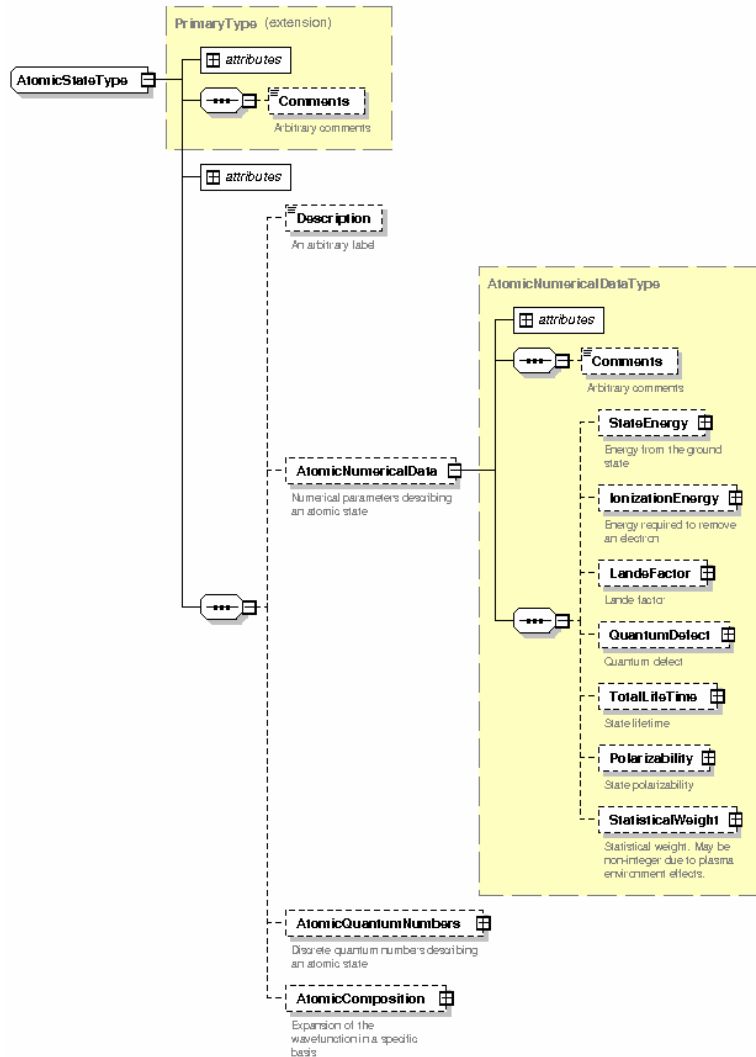 PrimaryType (extension)
attributes
AtomicStateType
Comments
Arbitrary comments
attributes
Description
An arbitrary label
AtomicNumericalDataType
attributes
Comments
Arbitrary comments
StateEnergy
Energy from the ground
state
AtomicNumericalData
Numerical parameters describing
an atomic state
IonizationEnergy
Energy required to remove
an electron
LandeFactor
Lande factor
QuantumDefect
Quantum defect
TotalLifeTime
State lifetime
Polarizability
State polarizability
StatisticalWeight
Statistical weight. May be
non-integer due to plasma
environment effects.
AtomicQuantumNumbers
Discrete quantum numbers describing
an atomic state
AtomicComposition
Expansion of the
wavefunction in a specific
basis